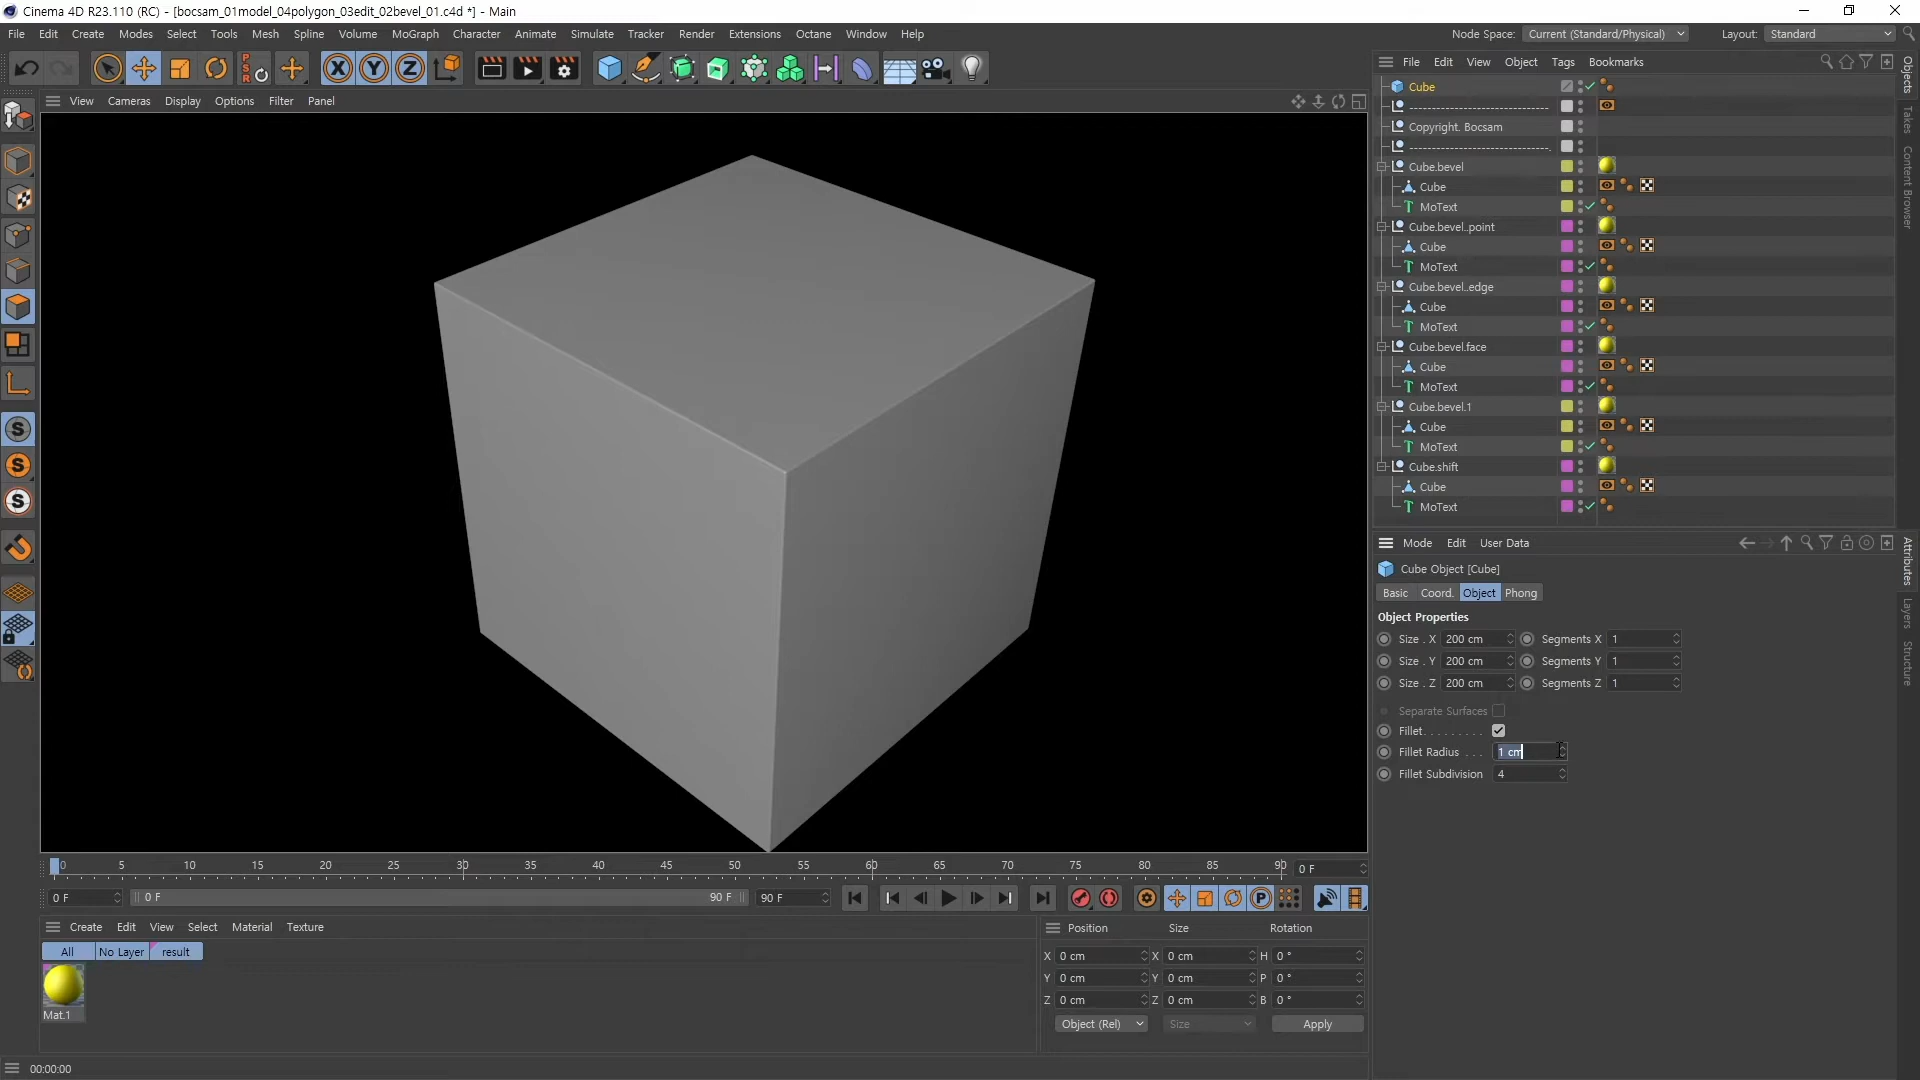 Cinema 4D R23.110 (RC) - [bocsam_01model_04polygon_03edit_02bevel_01.c4d *] - Main
File Edit Create Modes Select Tools Mesh Spline Volume MoGraph Character Animate Simulate Tracker Render Extensions Octane Window Help
Node Space: Current (Standard/Physical) Layout: Standard
PSR X Y Z
View Cameras Display Options Filter Panel
File Edit View Object Tags Bookmarks
Objects
Takes
Content Browser
Cube
--------------------------------
Copyright. Bocsam
--------------------------------.
Cube.bevel
Cube
MoText
Cube.bevel_point
Cube
MoText
Cube.bevel_edge
Cube
MoText
Cube.bevel.face
Cube
MoText
Cube.bevel.1
Cube
MoText
Cube.shift
Cube
MoText
S
S
S
Mode Edit User Data
Attributes
Layers
Structure
Cube Object [Cube]
Basic Coord. Object Phong
Object Properties
Size . X 200 cm Segments X 1
Size . Y 200 cm Segments Y 1
Size . Z 200 cm Segments Z 1
Separate Surfaces
Fillet. . . . . . . . .
Fillet Radius . . . 1 cm
Fillet Subdivision 4
0 5 10 15 20 25 30 35 40 45 50 55 60 65 70 75 80 85 90 0 F
0 F 0 F 90 F 90 F P
Create Edit View Select Material Texture
All No Layer result
Mat.1
Position Size Rotation
X 0 cm X 0 cm H 0 °
Y 0 cm Y 0 cm P 0 °
Z 0 cm Z 0 cm B 0 °
Object (Rel) Size Apply
00:00:00